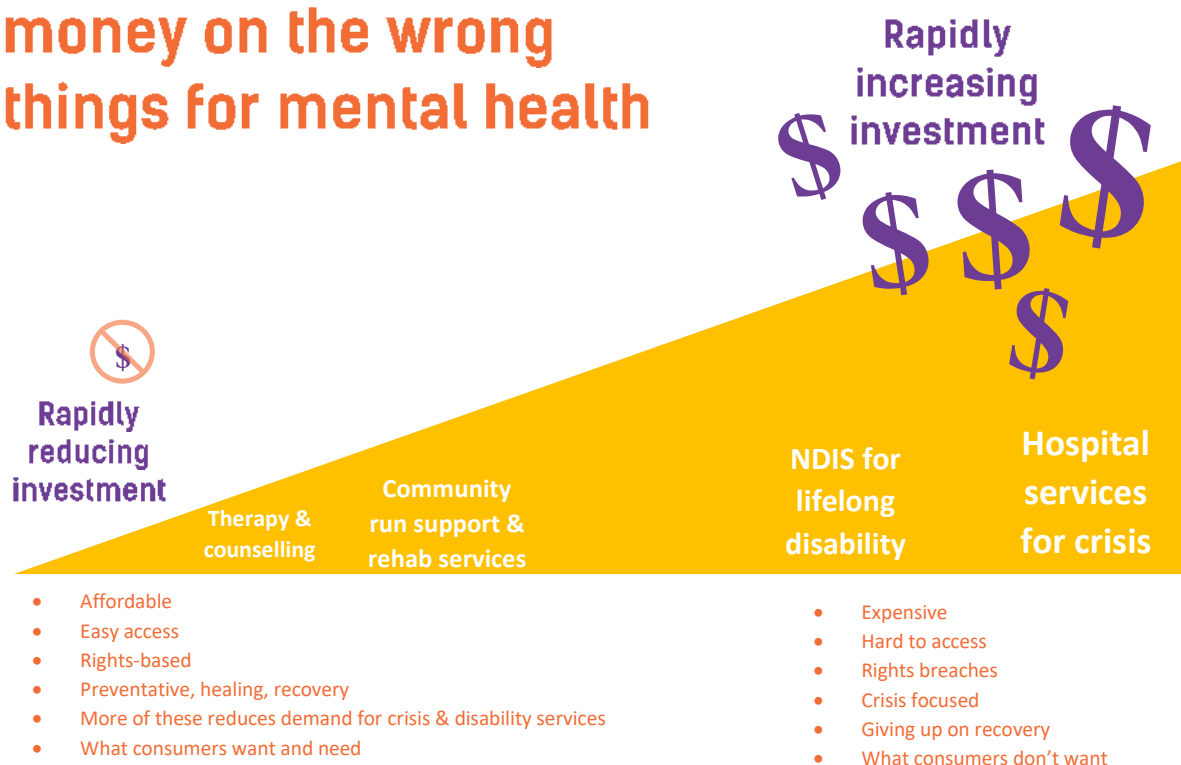 money on the wrong
things for mental health
Rapidly
increasing
investment
$
$
$
$
$
$
Rapidly
reducing
investment
Therapy &
counselling
Community
run support &
rehab services
NDIS for
lifelong
disability
Hospital
services
for crisis
• Affordable
• Easy access
• Rights-based
• Preventative, healing, recovery
• More of these reduces demand for crisis & disability services
• What consumers want and need
• Expensive
• Hard to access
• Rights breaches
• Crisis focused
• Giving up on recovery
• What consumers don’t want